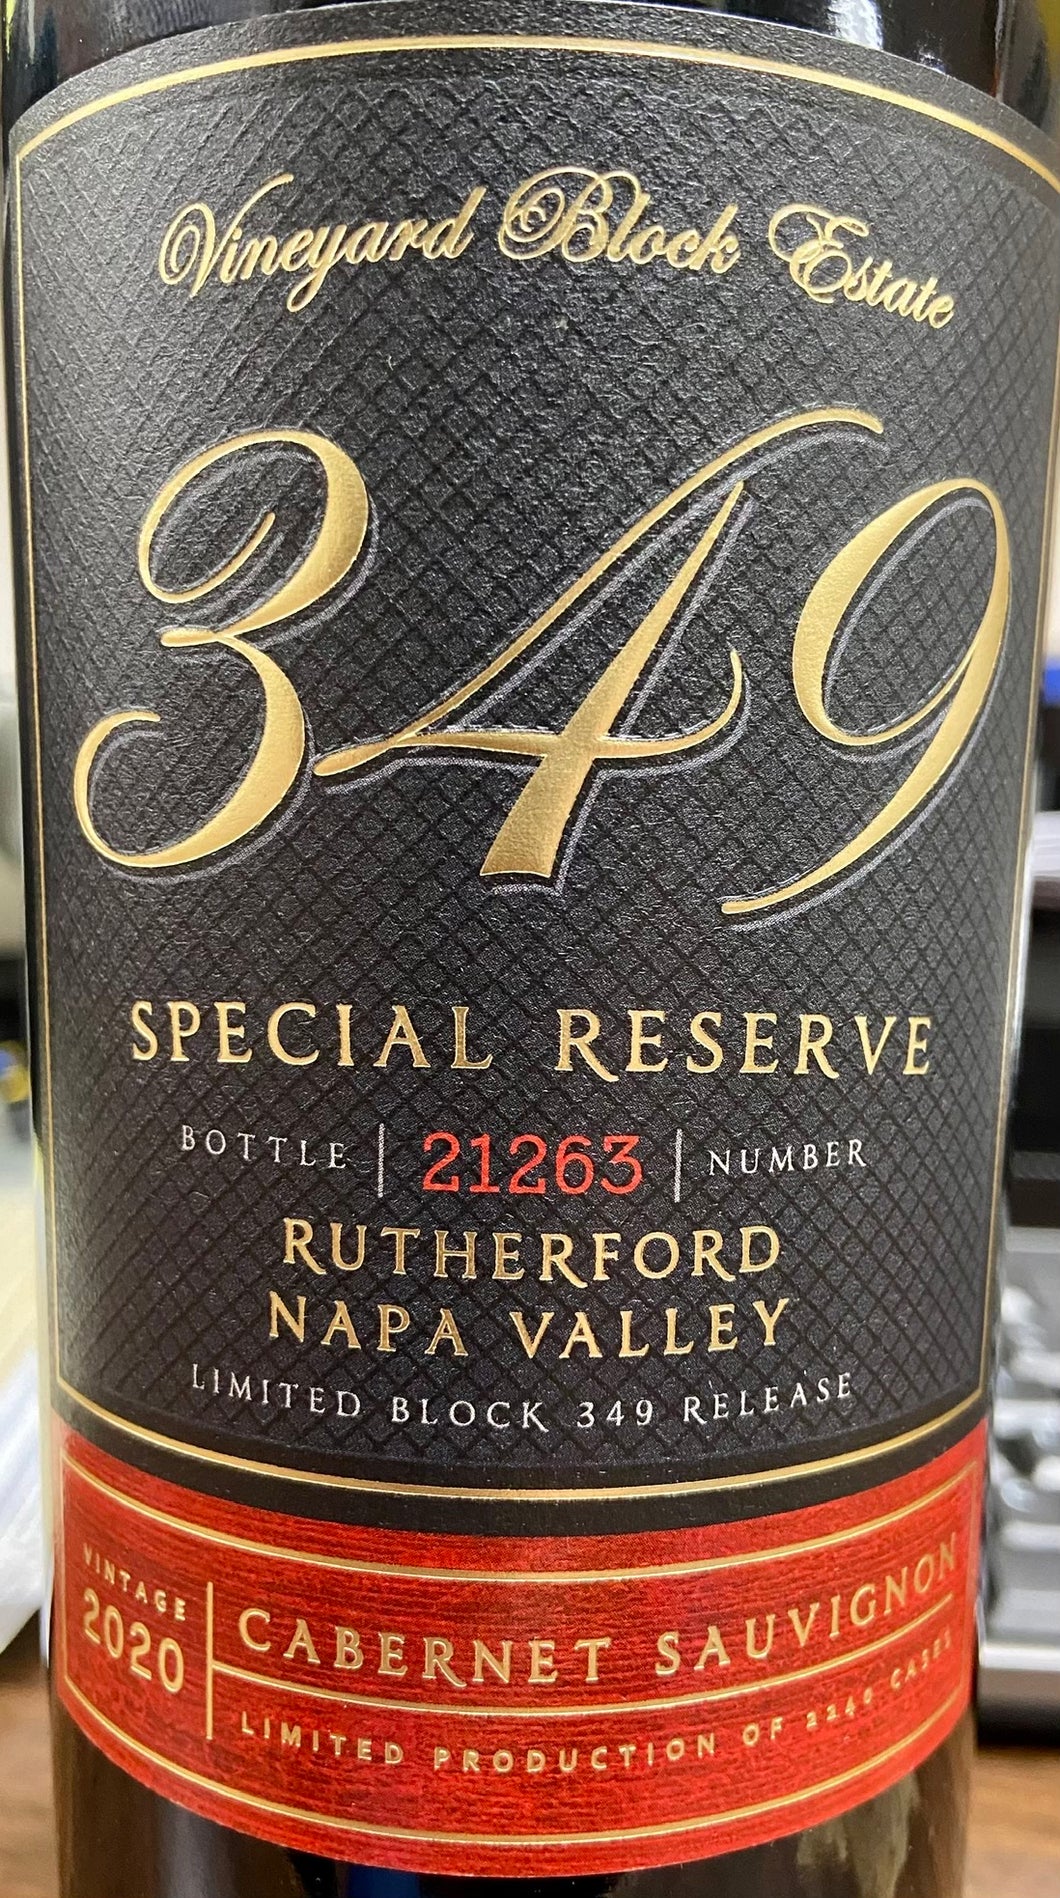 Vineyard Block Estate
349
SPECIAL RESERVE
BOTTLE | 21263 | NUMBER
RUTHERFORD
NAPA VALLEY
LIMITED BLOCK 349 RELEASE
VINTAGE
2020
CABERNET SAUVIGNON
LIMITED PRODUCTION OF 2240 CASES